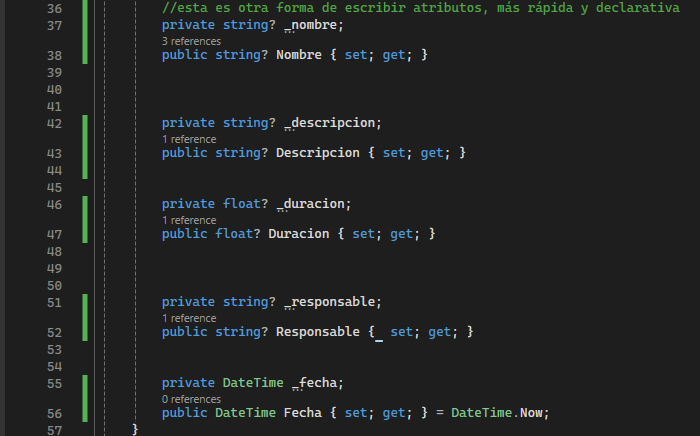 36 //esta es otra forma de escribir atributos, más rápida y declarativa
37 private string? _nombre;
3 references
38 public string? Nombre { set; get; }
39
40
41
42 private string? _descripcion;
1 reference
43 public string? Descripcion { set; get; }
44
45
46 private float? _duracion;
1 reference
47 public float? Duracion { set; get; }
48
49
50
51 private string? _responsable;
1 reference
52 public string? Responsable {  set; get; }
53
54
55 private DateTime _fecha;
0 references
56 public DateTime Fecha { set; get; } = DateTime.Now;
57 }